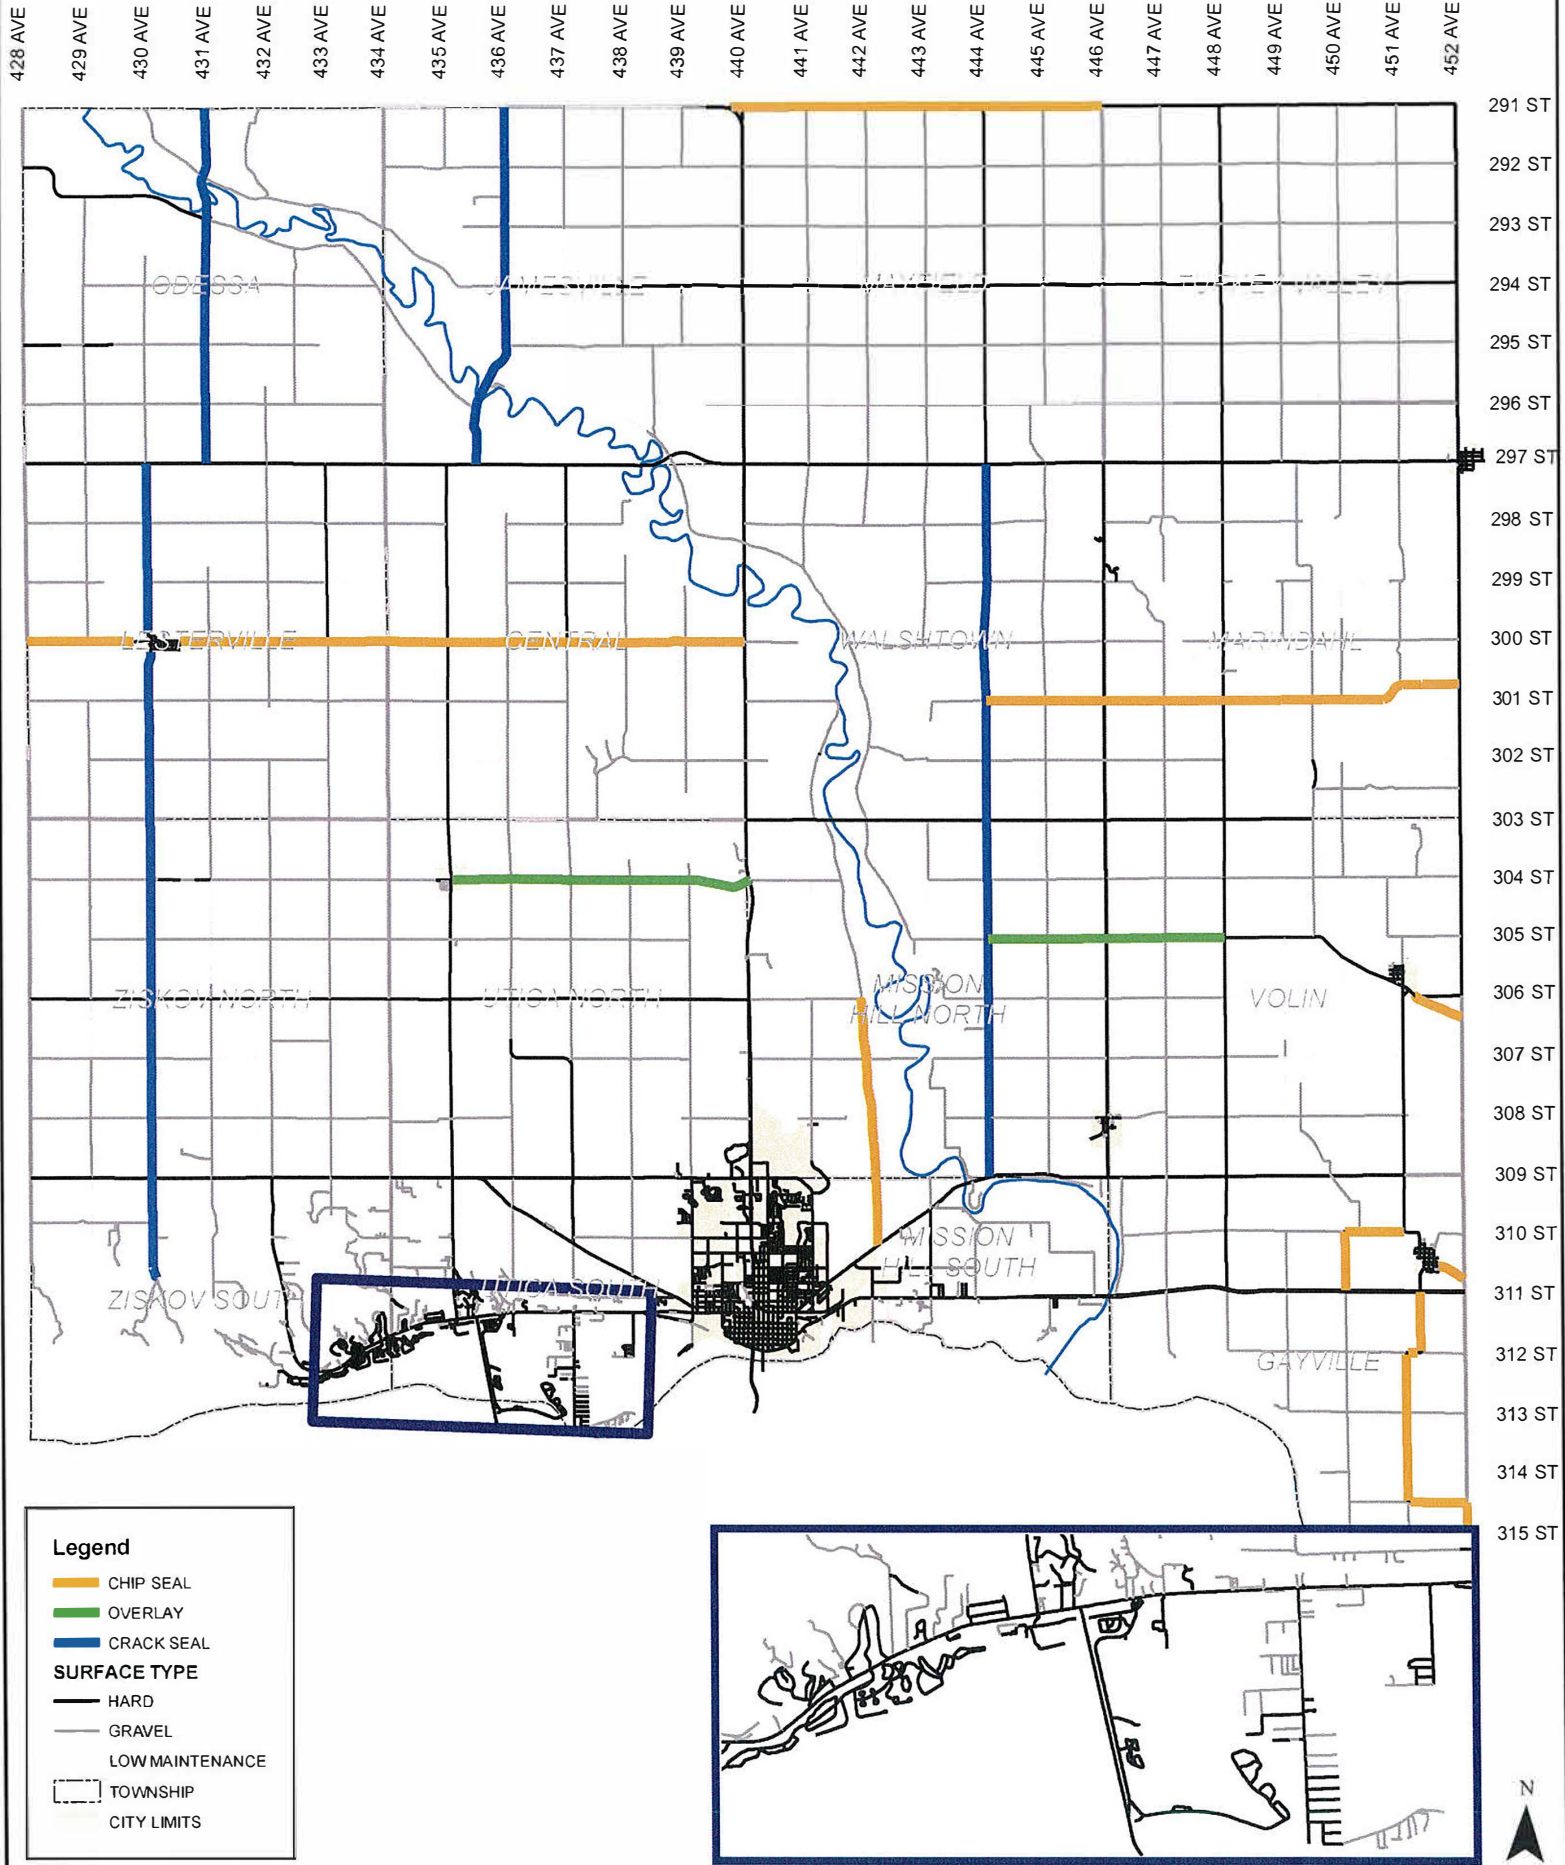 428 AVE
429 AVE
430 AVE
431 AVE
432 AVE
433 AVE
434 AVE
435 AVE
436 AVE
437 AVE
438 AVE
439 AVE
440 AVE
441 AVE
442 AVE
443 AVE
444 AVE
445 AVE
446 AVE
447 AVE
448 AVE
449 AVE
450 AVE
451 AVE
452 AVE
291 ST
292 ST
293 ST
ODESSA
JAMESVILLE
MAYFIELD
TURKEY VALLEY
294 ST
295 ST
296 ST
297 ST
298 ST
299 ST
LESTERVILLE
CENTRAL
WALSHTOWN
MARINDAHL
300 ST
301 ST
302 ST
303 ST
304 ST
305 ST
ZISKOV NORTH
UTICA NORTH
MISSION
HILL NORTH
VOLIN
306 ST
307 ST
308 ST
309 ST
310 ST
MISSION
HILL SOUTH
ZISKOV SOUTH
UTICA SOUTH
311 ST
GAYVILLE
312 ST
313 ST
314 ST
315 ST
Legend
CHIP SEAL
OVERLAY
CRACK SEAL
SURFACE TYPE
HARD
GRAVEL
LOW MAINTENANCE
TOWNSHIP
CITY LIMITS
N